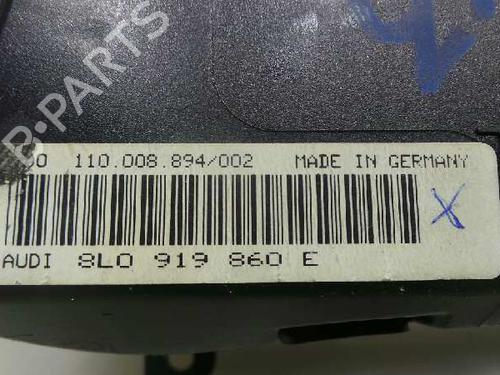 110.008.894/002 MADE IN GERMANY
X
AUDI 8L0 919 860 E
B-PARTS